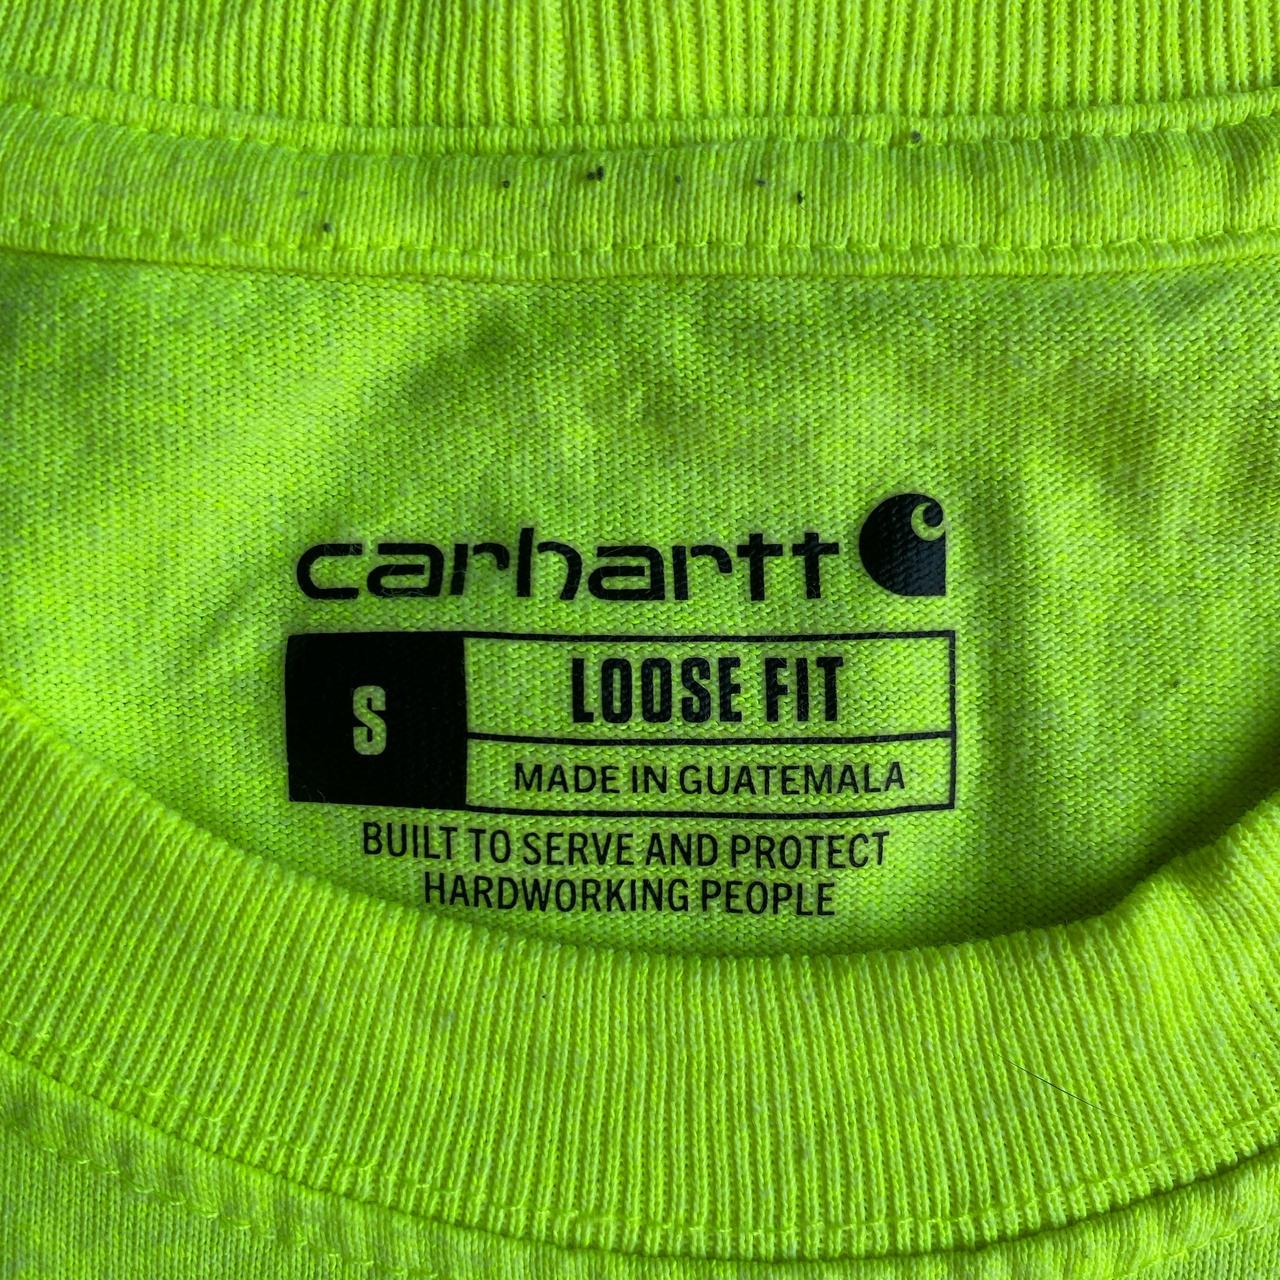 carhartt
S
LOOSE FIT
MADE IN GUATEMALA
BUILT TO SERVE AND PROTECT
HARDWORKING PEOPLE